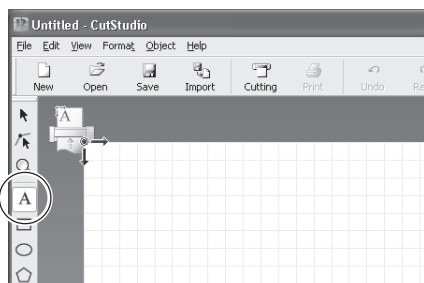 Untitled - CutStudio
File Edit View Format Object Help
New Open Save Import Cutting Print Undo
A
A